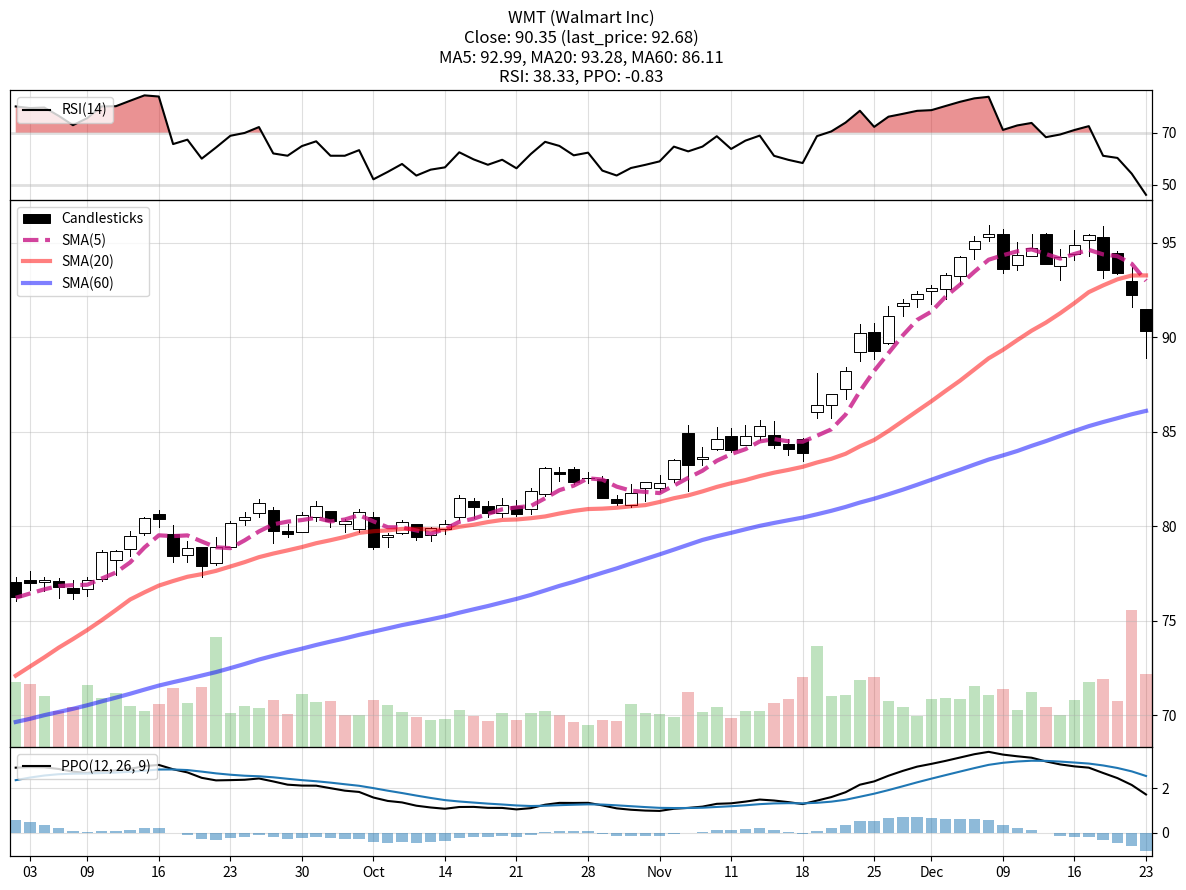 WMT (Walmart Inc)
Close: 90.35 (last_price: 92.68)
MA5: 92.99, MA20: 93.28, MA60: 86.11
RSI: 38.33, PPO: -0.83
RSI(14)
70
50
Candlesticks
SMA(5)
SMA(20)
SMA(60)
95
90
85
80
75
70
PPO(12, 26, 9)
2
0
03 09 16 23 30 Oct 14 21 28 Nov 11 18 25 Dec 09 16 23